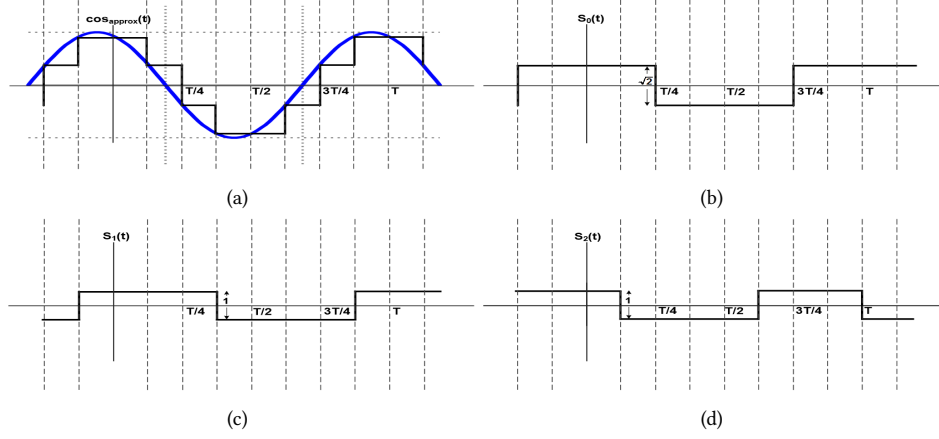 cos_approx(t)
T/4 T/2 3T/4 T
(a)
S_0(t)
√2
T/4 T/2 3T/4 T
(b)
S_1(t)
1
T/4 T/2 3T/4 T
(c)
S_2(t)
1
T/4 T/2 3T/4 T
(d)